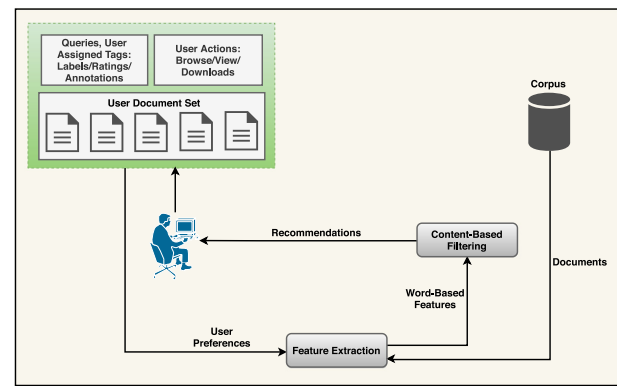 Queries, User
Assigned Tags:
Labels/Ratings/
Annotations
User Actions:
Browse/View/
Downloads
User Document Set
Corpus
Recommendations
Content-Based
Filtering
Documents
Word-Based
Features
User
Preferences
Feature Extraction